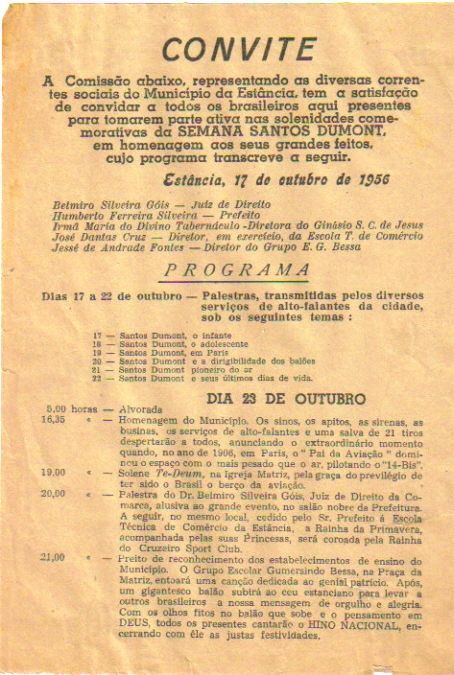 CONVITE
A Comissão abaixo, representando as diversas corren-
tes sociais do Município da Estância, tem a satisfação
de convidar a todos os brasileiros aqui presentes
para tomarem parte ativa nas solenidades come-
morativas da SEMANA SANTOS DUMONT,
em homenagem aos seus grandes feitos,
cujo programa transcreve a seguir.
Estância, 17 de outubro de 1956
Belmiro Silveira Góis — Juiz de Direito
Humberto Ferreira Silveira — Prefeito
Irmã Maria do Divino Tabernáculo -Diretora do Ginásio S. C. de Jesus
José Dantas Cruz — Diretor, em exercício, da Escola T. de Comércio
Jessé de Andrade Fontes — Diretor do Grupo E. G. Bessa
PROGRAMA
Dias 17 a 22 de outubro — Palestras, transmitidas pelos diversos
serviços de alto-falantes da cidade,
sob os seguintes temas :
17 — Santos Dumont, o infante
18 — Santos Dumont, o adolescente
19 — Santos Dumont, em Paris
20 — Santos Dumont e a dirigibilidade dos balões
21 — Santos Dumont pioneiro do ar
22 — Santos Dumont e seus últimos dias de vida.
DIA 23 DE OUTUBRO
5,00 horas — Alvorada
16,35 « — Homenagem do Município. Os sinos, os apitos, as sirenas, as
businas, os serviços de alto-falantes e uma salva de 21 tiros
despertarão a todos, anunciando o extraordinário momento
quando, no ano de 1906, em Paris, o " Pai da Aviação " domi-
nou o espaço com o mais pesado que o ar, pilotando o "14-Bis".
19,00 « — Solene Te-Deum, na Igreja Matriz, pela graça do previlégio de
ter sido o Brasil o berço da aviação.
20,00 « — Palestra do Dr. Belmiro Silveira Góis, Juiz de Direito da Co-
marca, alusiva ao grande evento, no salão nobre da Prefeitura.
A seguir, no mesmo local, cedido pelo Sr. Prefeito á Escola
Técnica de Comércio da Estância, a Rainha da Primavera,
acompanhada pelas suas Princesas, será coroada pela Rainha
do Cruzeiro Sport Club.
21,00 « — Preito de reconhecimento dos estabelecimentos de ensino do
Município. O Grupo Escolar Gumersindo Bessa, na Praça da
Matriz, entoará uma canção dedicada ao genial patrício. Após,
um gigantesco balão subirá ao ceu estanciano para levar a
outros brasileiros a nossa mensagem de orgulho e alegria.
Com os olhos fitos no balão que sobe e o pensamento em
DEUS, todos os presentes cantarão o HINO NACIONAL, en-
cerrando com êle as justas festividades.